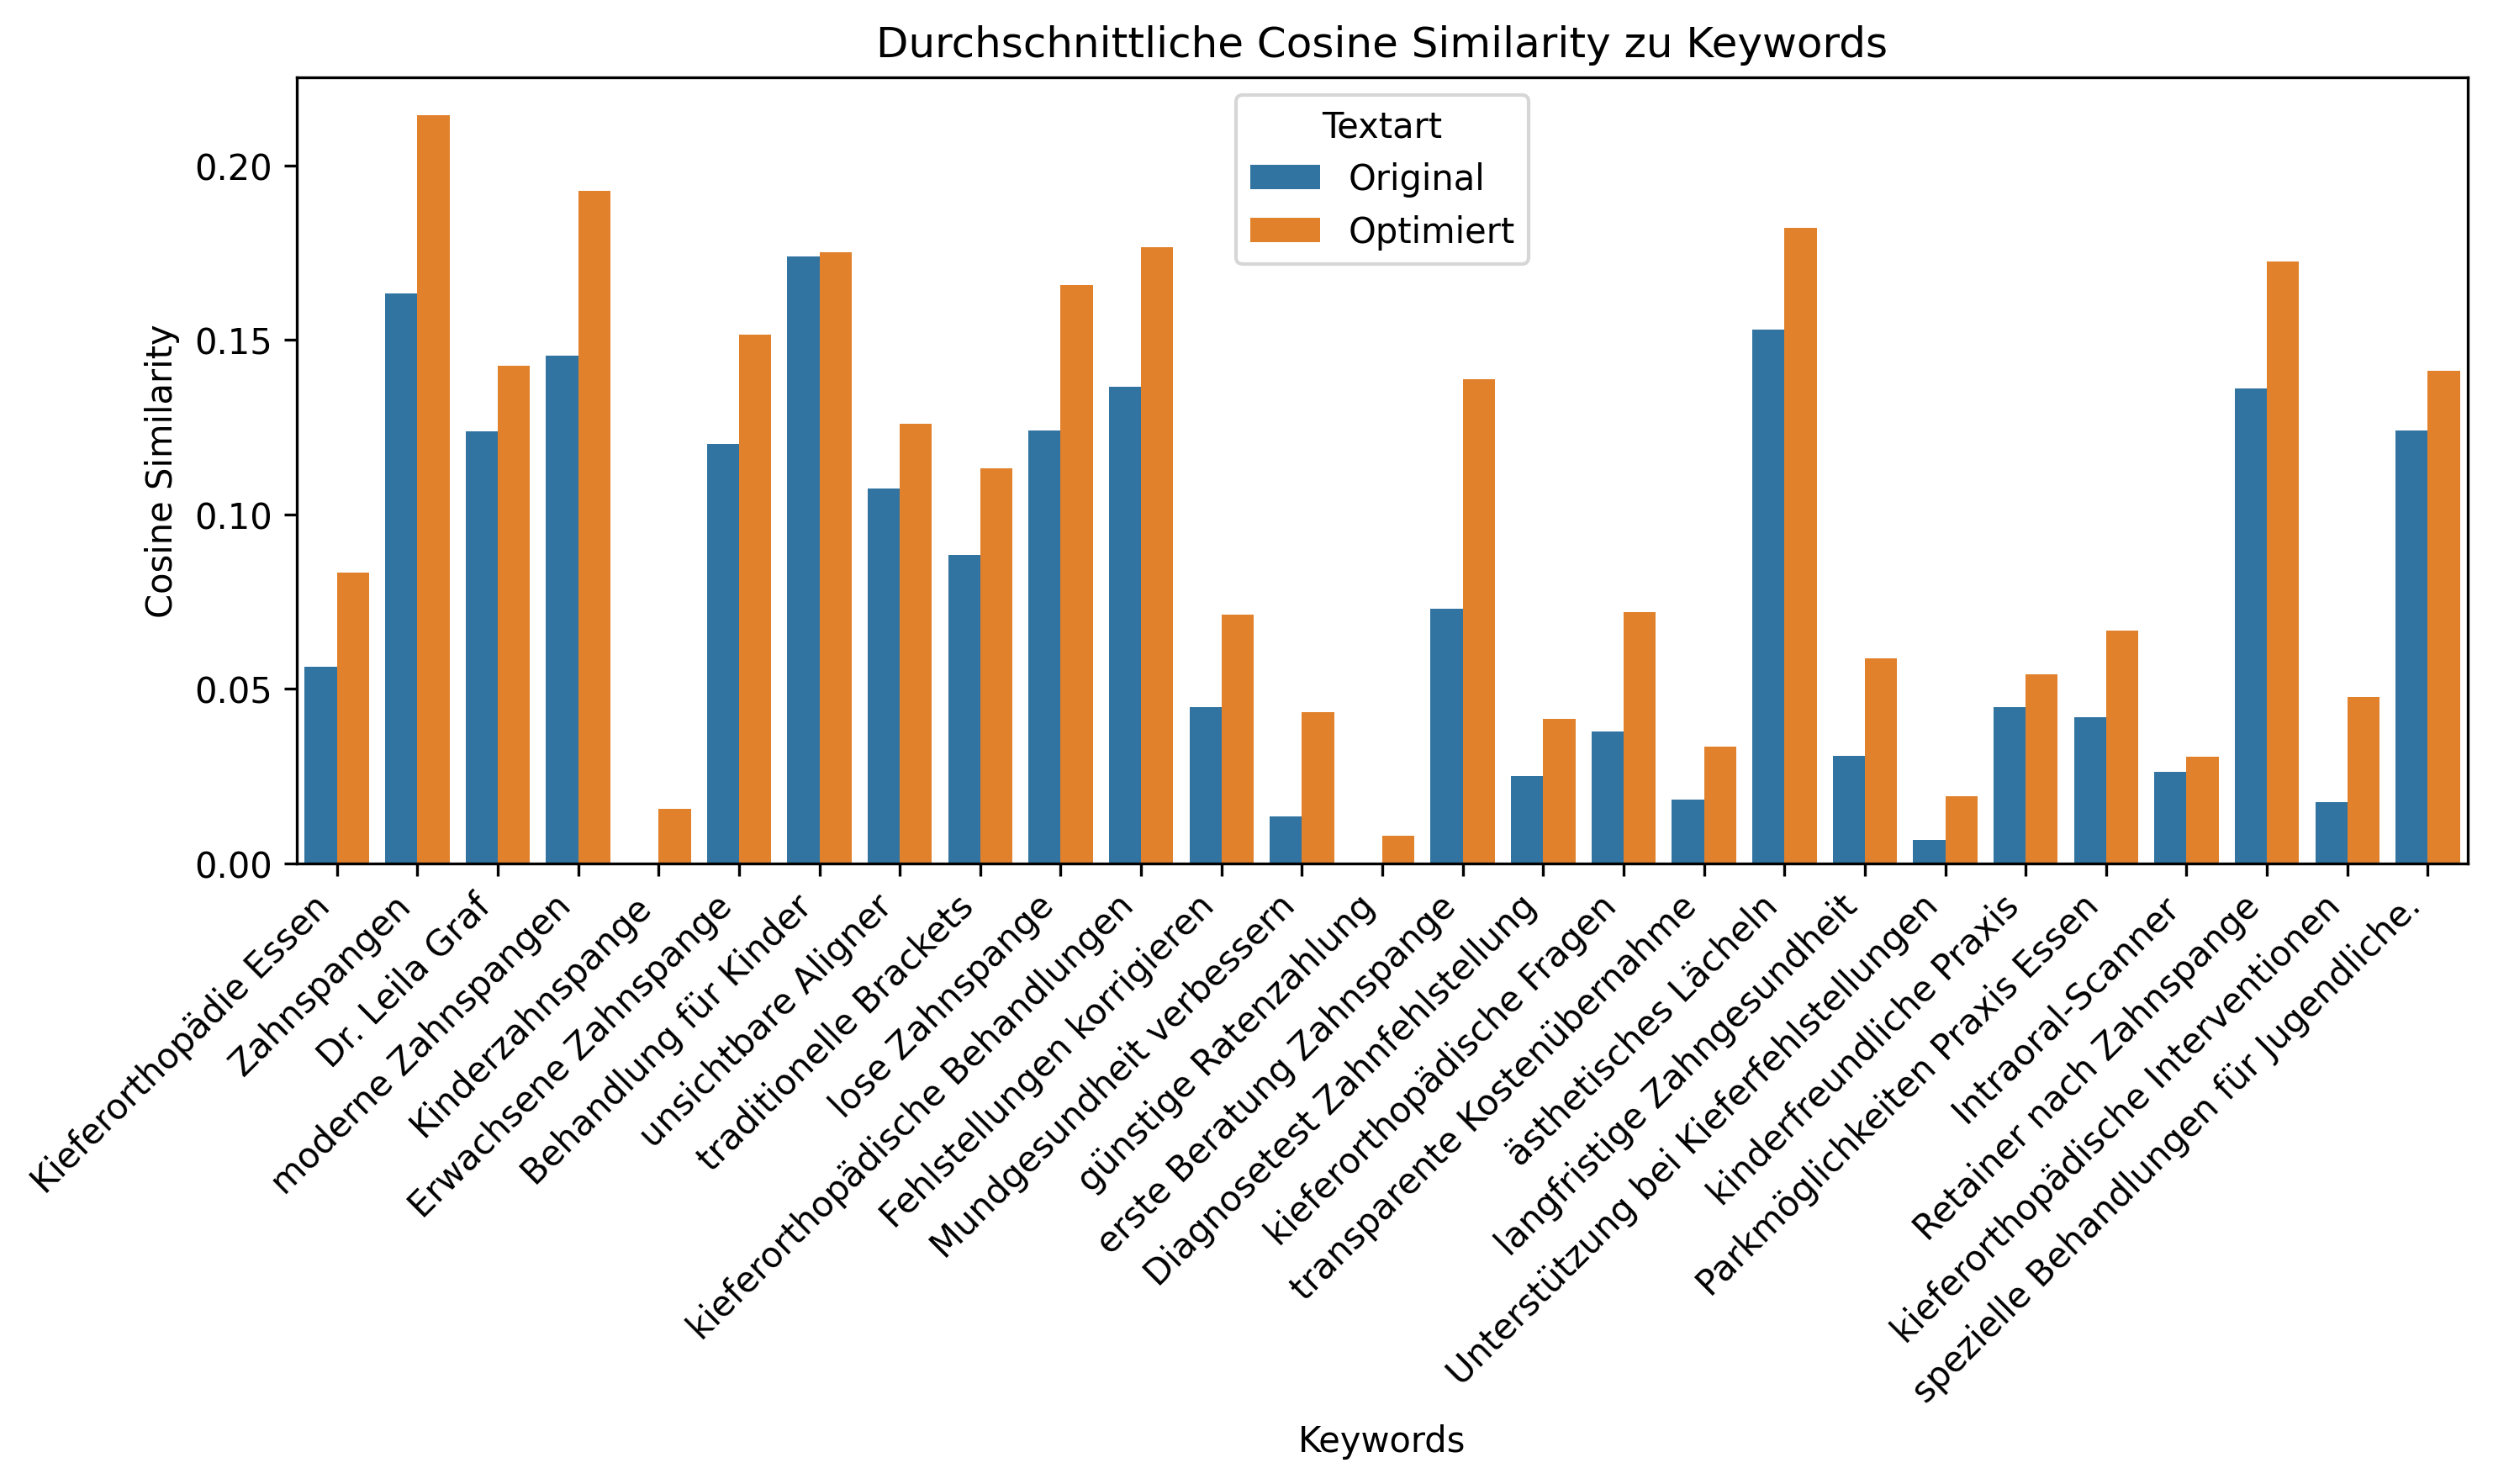 Durchschnittliche Cosine Similarity zu Keywords
Textart
Original
Optimiert
Cosine Similarity
0.20
0.15
0.10
0.05
0.00
Kieferorthopädie Essen
Zahnspangen
Dr. Leila Graf
moderne Zahnspangen
Kinderzahnspange
Erwachsene Zahnspange
Behandlung für Kinder
unsichtbare Aligner
traditionelle Brackets
lose Zahnspange
kieferorthopädische Behandlungen
Fehlstellungen korrigieren
Mundgesundheit verbessern
günstige Ratenzahlung
erste Beratung Zahnspange
Diagnosetest Zahnfehlstellung
kieferorthopädische Fragen
transparente Kostenübernahme
ästhetisches Lächeln
langfristige Zahngesundheit
Unterstützung bei Kieferfehlstellungen
kinderfreundliche Praxis
Parkmöglichkeiten Praxis Essen
Intraoral-Scanner
Retainer nach Zahnspange
kieferorthopädische Interventionen
spezielle Behandlungen für Jugendliche.
Keywords